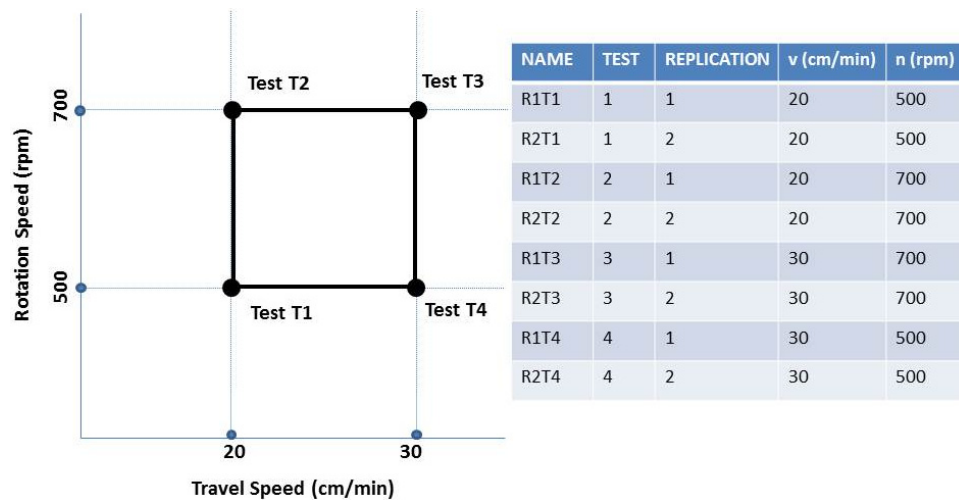 Test T2
Test T3
700
500
Test T1
Test T4
Rotation Speed (rpm)
20
30
Travel Speed (cm/min)
NAME TEST REPLICATION v (cm/min) n (rpm)
R1T1 1 1 20 500
R2T1 1 2 20 500
R1T2 2 1 20 700
R2T2 2 2 20 700
R1T3 3 1 30 700
R2T3 3 2 30 700
R1T4 4 1 30 500
R2T4 4 2 30 500